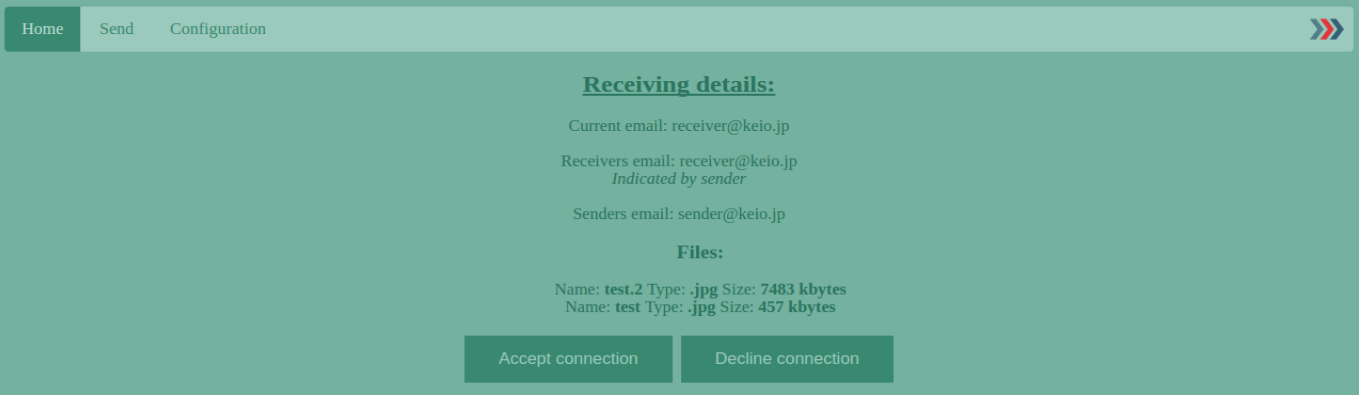 Home Send Configuration
Receiving details:
Current email: receiver@keio.jp
Receivers email: receiver@keio.jp
Indicated by sender
Senders email: sender@keio.jp
Files:
Name: test.2 Type: .jpg Size: 7483 kbytes
Name: test Type: .jpg Size: 457 kbytes
Accept connection Decline connection